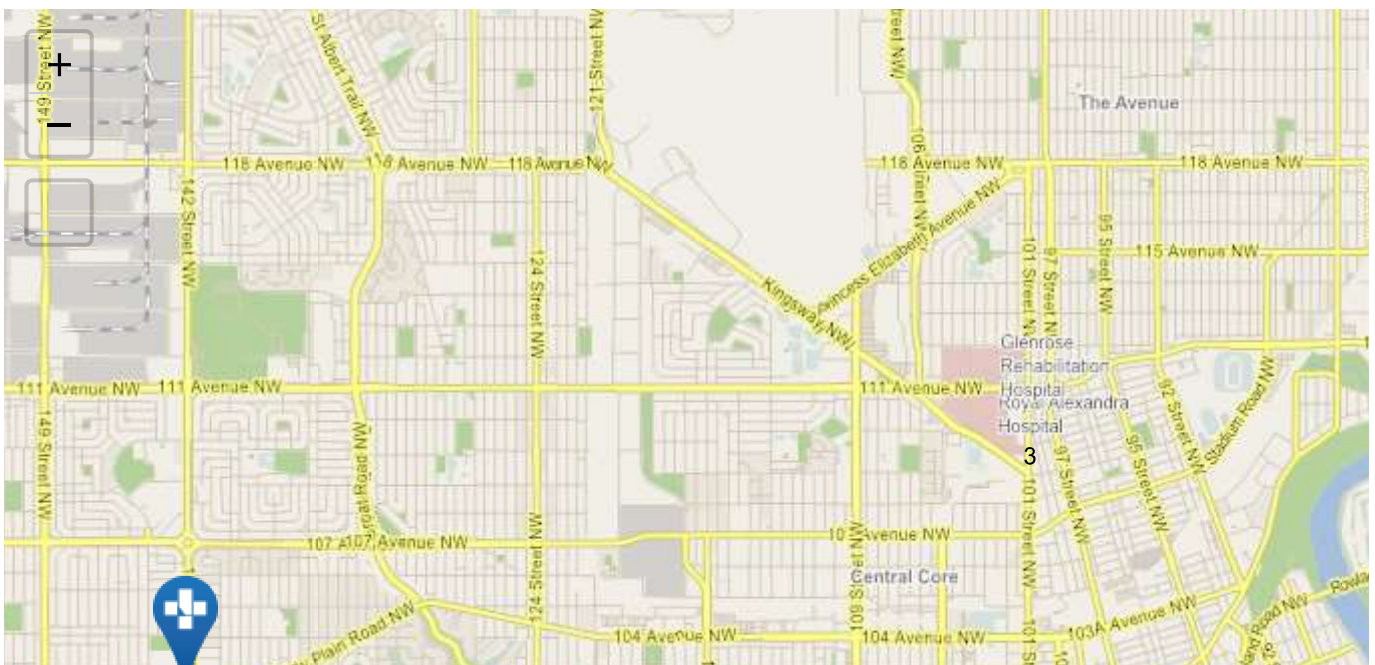 149 Street NW
+
−
St Albert Trail NW
121 Street NW
The Avenue
118 Avenue NW
118 Avenue NW
118 Avenue NW
118 Avenue NW
118 Avenue NW
106 Street NW
142 Street NW
Princess Elizabeth Avenue NW
124 Street NW
101 Street NW
97 Street NW
95 Street NW
115 Avenue NW
Kingsway NW
Glenrose
Rehabilitation
Hospital
Royal Alexandra
Hospital
111 Avenue NW
111 Avenue NW
111 Avenue NW
92 Street NW
Stadium Road NW
149 Street NW
Groat Road NW
3
97 Street NW
95 Street NW
101 Street NW
107 Avenue NW
124 Street NW
109 Street NW
Central Core
Plain Road NW
104 Avenue NW
104 Avenue NW
103A Avenue NW